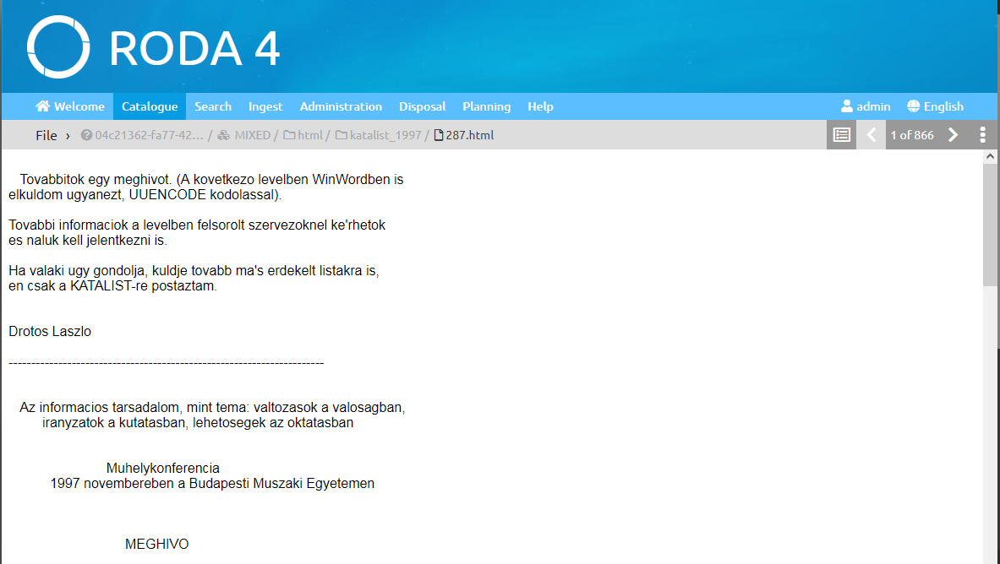 RODA 4
Welcome Catalogue Search Ingest Administration Disposal Planning Help admin English
File › 04c21362-fa77-42... / MIXED / html / katalist_1997 / 287.html 1 of 866
Tovabbitok egy meghivot. (A kovetkezo levelben WinWordben is
elkuldom ugyanezt, UUENCODE kodolassal).
Tovabbi informaciok a levelben felsorolt szervezoknel ke'rhetok
es naluk kell jelentkezni is.
Ha valaki ugy gondolja, kuldje tovabb ma's erdekelt listakra is,
en csak a KATALIST-re postaztam.
Drotos Laszlo
----------------------------------------------------------------------
Az informacios tarsadalom, mint tema: valtozasok a valosagban,
iranyzatok a kutatasban, lehetosegek az oktatasban
Muhelykonferencia
1997 novembereben a Budapesti Muszaki Egyetemen
MEGHIVO